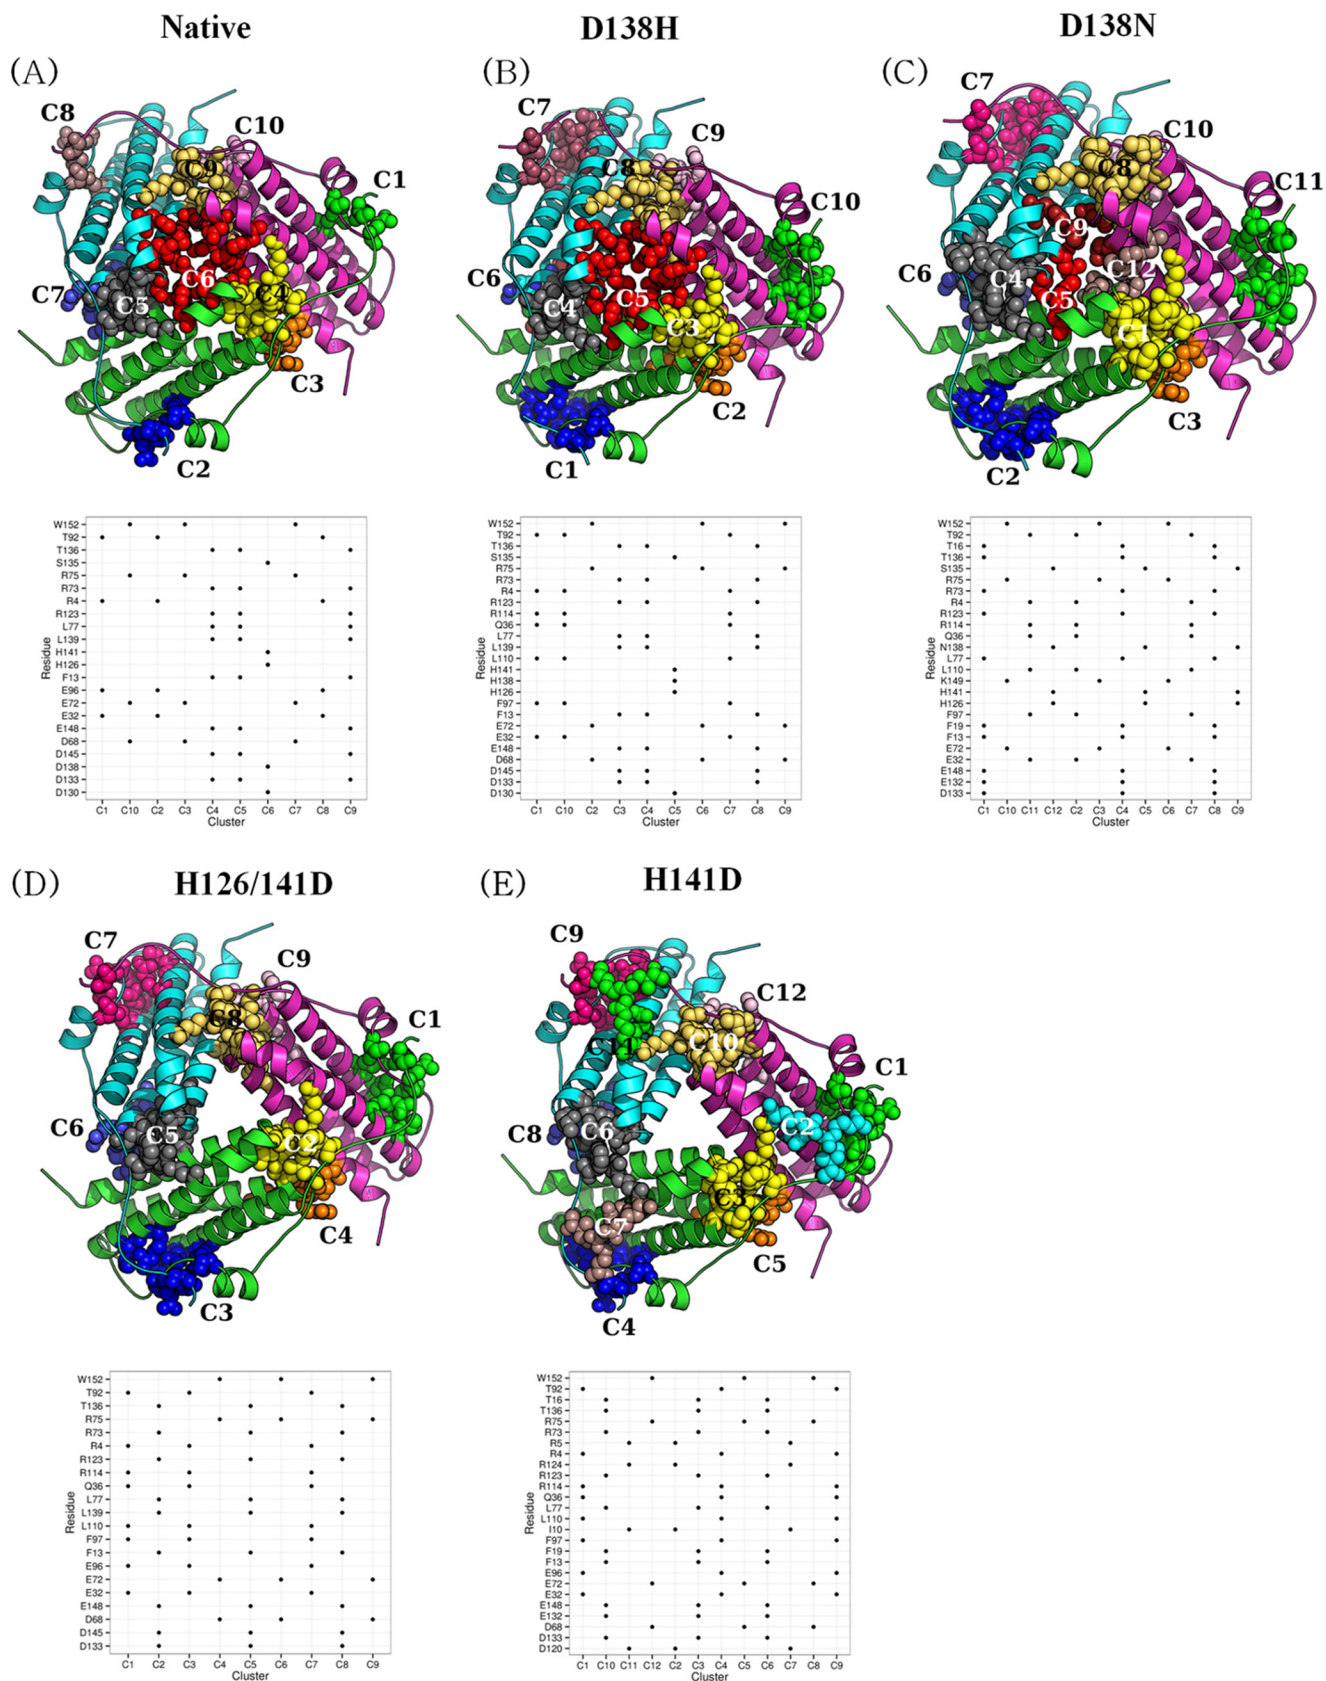 Native
D138H
D138N
(A)
(B)
(C)
C8
C10
C9
C1
C7
C5
C6
C4
C3
C2
C7
C9
C8
C10
C6
C4
C5
C3
C2
C1
C7
C10
C8
C11
C9
C6
C4
C12
C5
C1
C3
C2
W152
T92
T136
S135
R75
R73
R4
R123
L77
L139
H141
H126
F13
E96
E72
E32
E148
D68
D145
D138
D133
D130
Residue
C1 C10 C2 C3 C4 C5 C6 C7 C8 C9
Cluster
W152
T92
T136
S135
R75
R73
R4
R123
R114
Q36
L77
L139
L110
H141
H138
H126
F97
F13
E72
E32
E148
D68
D145
D133
D130
Residue
C1 C10 C2 C3 C4 C5 C6 C7 C8 C9
Cluster
W152
T92
T16
T136
S135
R75
R73
R4
R123
R114
Q36
N138
L77
L110
K149
H141
H126
F97
F19
F13
E72
E32
E148
E132
D133
Residue
C1 C10 C11 C12 C2 C3 C4 C5 C6 C7 C8 C9
Cluster
(D)
H126/141D
(E)
H141D
C7
C9
C8
C1
C6
C5
C2
C4
C3
C9
C12
C11
C10
C1
C8
C6
C2
C3
C7
C5
C4
W152
T92
T136
R75
R73
R4
R123
R114
Q36
L77
L139
L110
F97
F13
E96
E72
E32
E148
D68
D145
D133
Residue
C1 C2 C3 C4 C5 C6 C7 C8 C9
Cluster
W152
T92
T16
T136
R75
R73
R5
R4
R124
R123
R114
Q36
L77
L110
I10
F97
F19
F13
E96
E72
E32
E148
E132
D68
D133
D120
Residue
C1 C10 C11 C12 C2 C3 C4 C5 C6 C7 C8 C9
Cluster